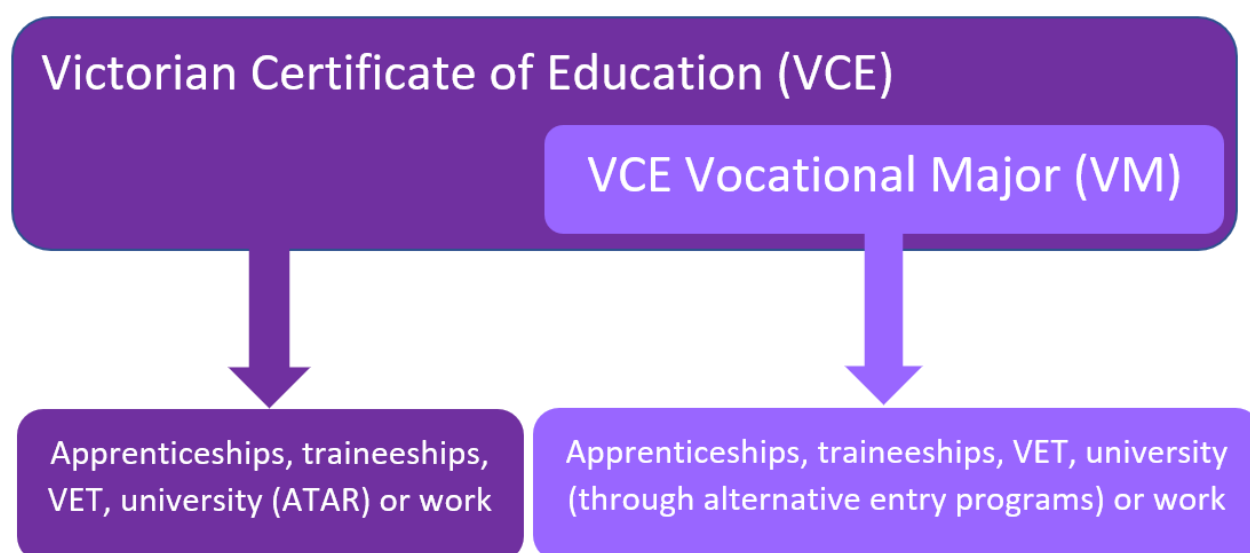 Victorian Certificate of Education (VCE)
VCE Vocational Major (VM)
Apprenticeships, traineeships,
VET, university (ATAR) or work
Apprenticeships, traineeships, VET, university
(through alternative entry programs) or work